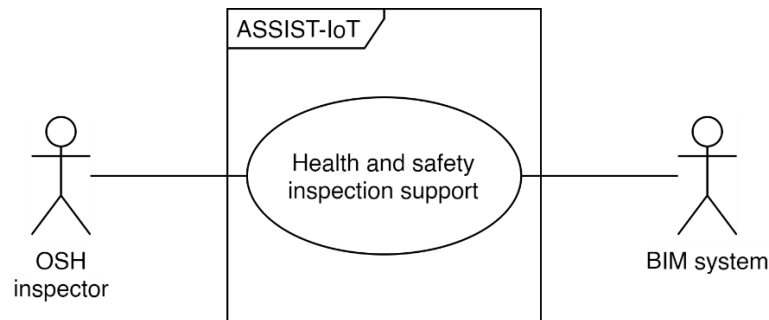 ASSIST-IoT
Health and safety
inspection support
OSH
inspector
BIM system